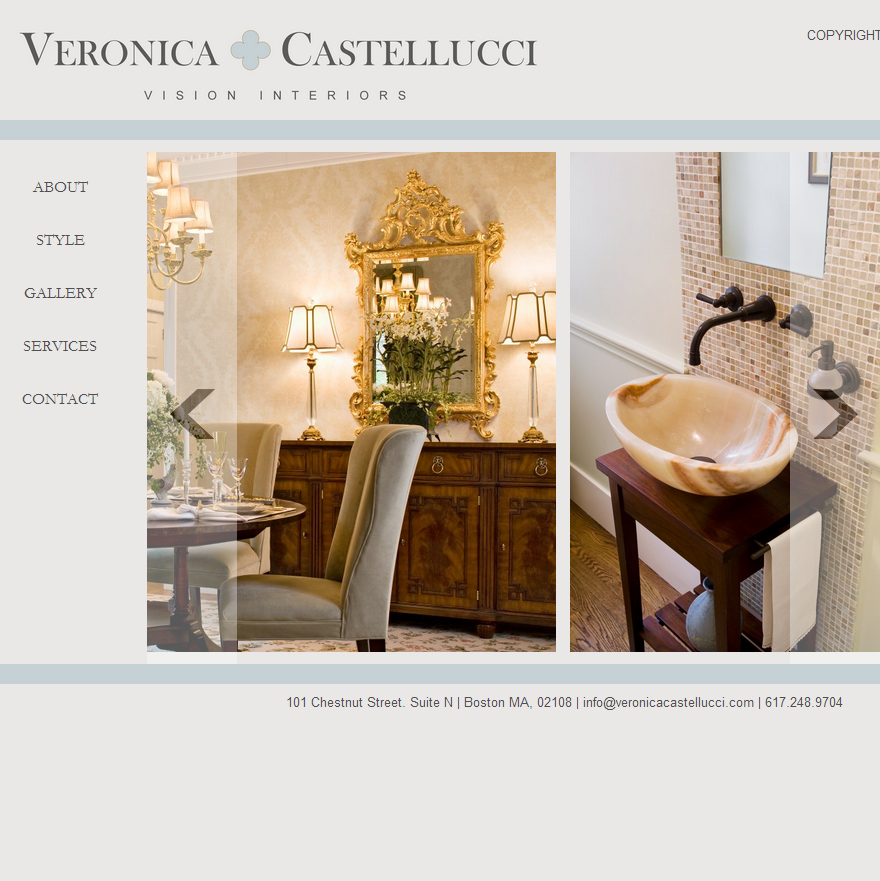 VERONICA CASTELLUCCI
VISION INTERIORS
COPYRIGHT
ABOUT
STYLE
GALLERY
SERVICES
CONTACT
101 Chestnut Street. Suite N | Boston MA, 02108 | info@veronicacastellucci.com | 617.248.9704